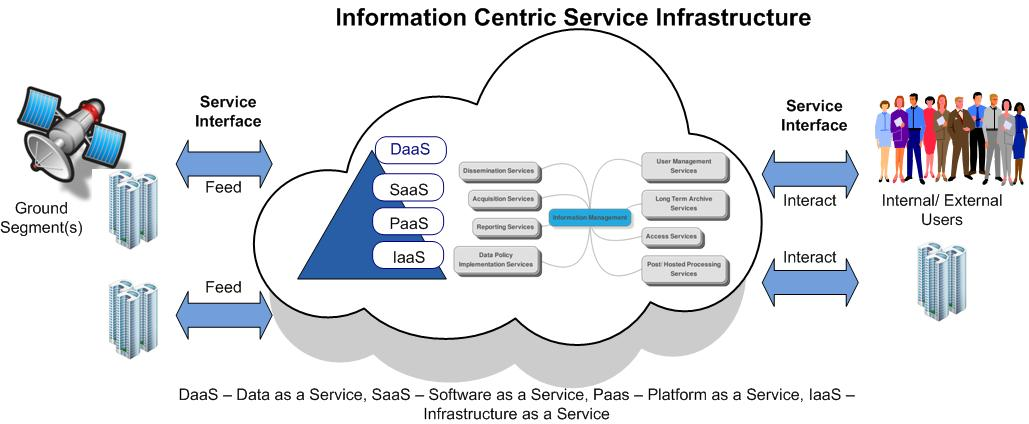 Information Centric Service Infrastructure
Service
Interface
Feed
Ground
Segment(s)
Feed
DaaS
SaaS
PaaS
IaaS
Dissemination Services
Acquisition Services
Reporting Services
Data Policy
Implementation Services
Information Management
User Management
Services
Long Term Archive
Services
Access Services
Post/ Hosted Processing
Services
Service
Interface
Interact
Internal/ External
Users
Interact
DaaS – Data as a Service, SaaS – Software as a Service, Paas – Platform as a Service, IaaS –
Infrastructure as a Service